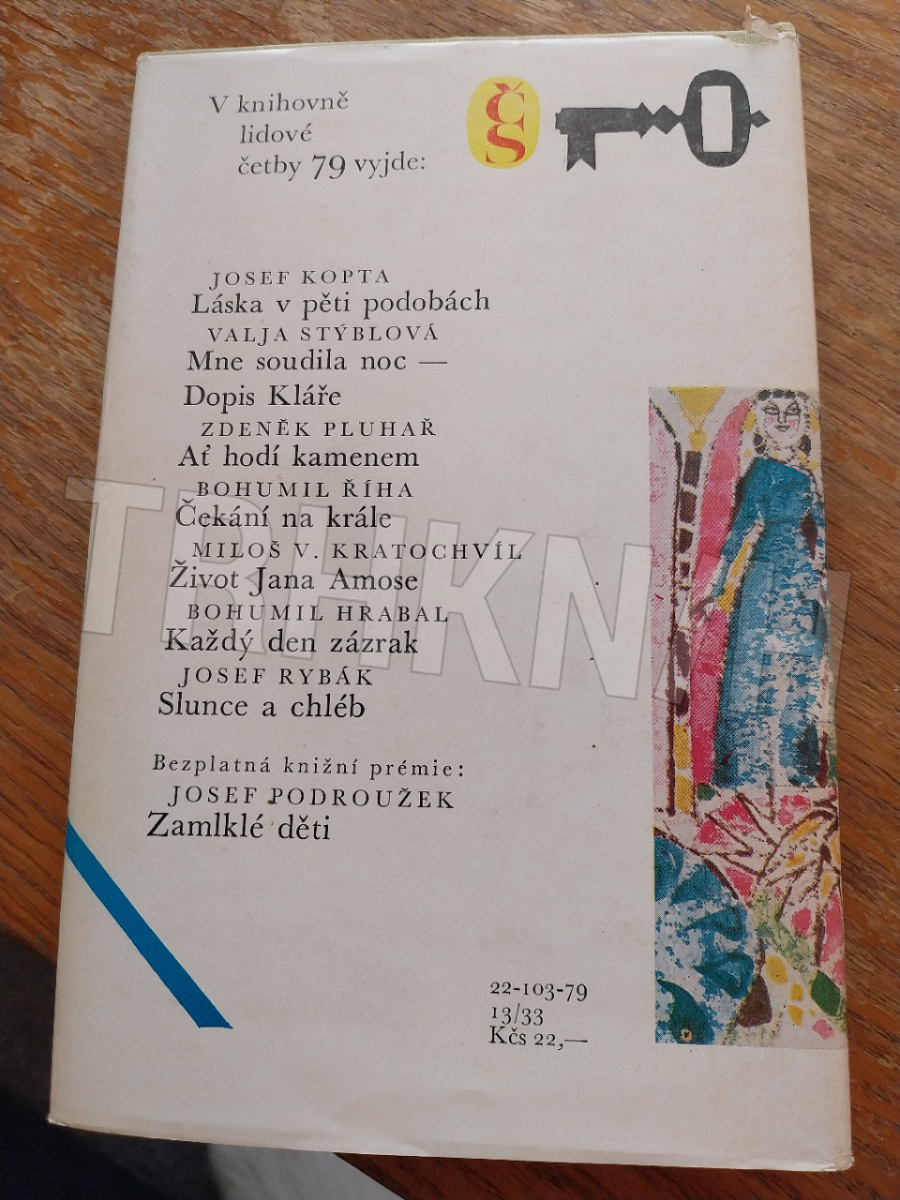 V knihovně
lidové
četby 79 vyjde:
ČS
JOSEF KOPTA
Láska v pěti podobách
VALJA STÝBLOVÁ
Mne soudila noc —
Dopis Kláře
ZDENĚK PLUHAŘ
Ať hodí kamenem
BOHUMIL ŘÍHA
Čekání na krále
MILOŠ V. KRATOCHVÍL
Život Jana Amose
BOHUMIL HRABAL
Každý den zázrak
JOSEF RYBÁK
Slunce a chléb
Bezplatná knižní prémie:
JOSEF PODROUŽEK
Zamlklé děti
22-103-79
13/33
Kčs 22,—